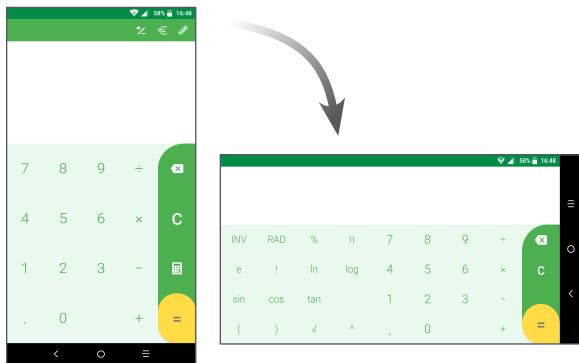 58% 16:48
7 8 9 ÷
4 5 6 × C
1 2 3 −
. 0 + =
58% 16:48
INV RAD % π 7 8 9 ÷
e ! ln log 4 5 6 × C
sin cos tan 1 2 3 −
( ) √ ^ . 0 + =